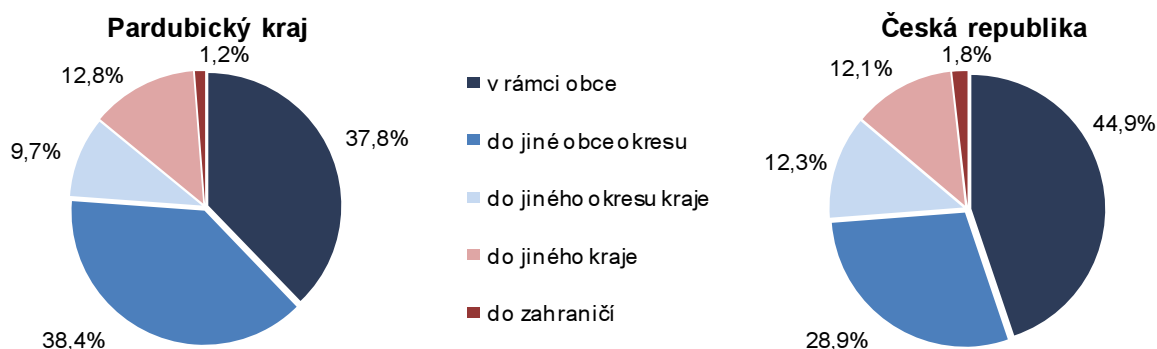 Pardubický kraj
1,2%
12,8%
9,7%
37,8%
38,4%
v rámci obce
do jiné obce okresu
do jiného okresu kraje
do jiného kraje
do zahraničí
Česká republika
1,8%
12,1%
12,3%
44,9%
28,9%